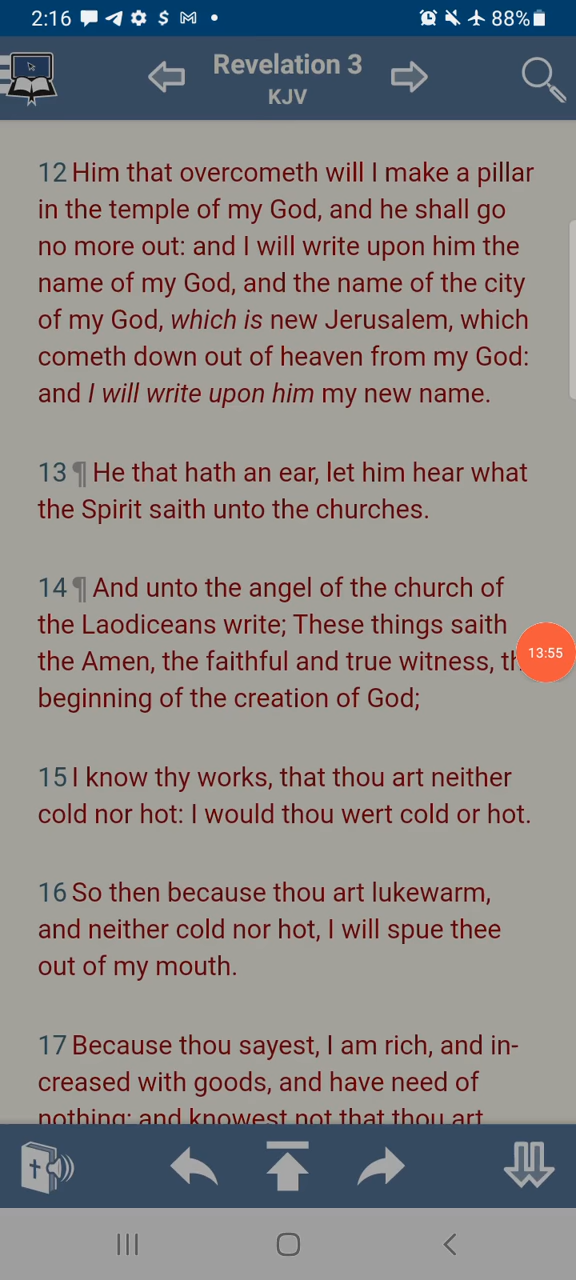 2:16 $ M 88%
Revelation 3
KJV
12 Him that overcometh will I make a pillar
in the temple of my God, and he shall go
no more out: and I will write upon him the
name of my God, and the name of the city
of my God, which is new Jerusalem, which
cometh down out of heaven from my God:
and I will write upon him my new name.
13 ¶ He that hath an ear, let him hear what
the Spirit saith unto the churches.
14 ¶ And unto the angel of the church of
the Laodiceans write; These things saith
the Amen, the faithful and true witness,
13:55
beginning of the creation of God;
15 I know thy works, that thou art neither
cold nor hot: I would thou wert cold or hot.
16 So then because thou art lukewarm,
and neither cold nor hot, I will spue thee
out of my mouth.
17 Because thou sayest, I am rich, and in-
creased with goods, and have need of
nothing; and knowest not that thou art